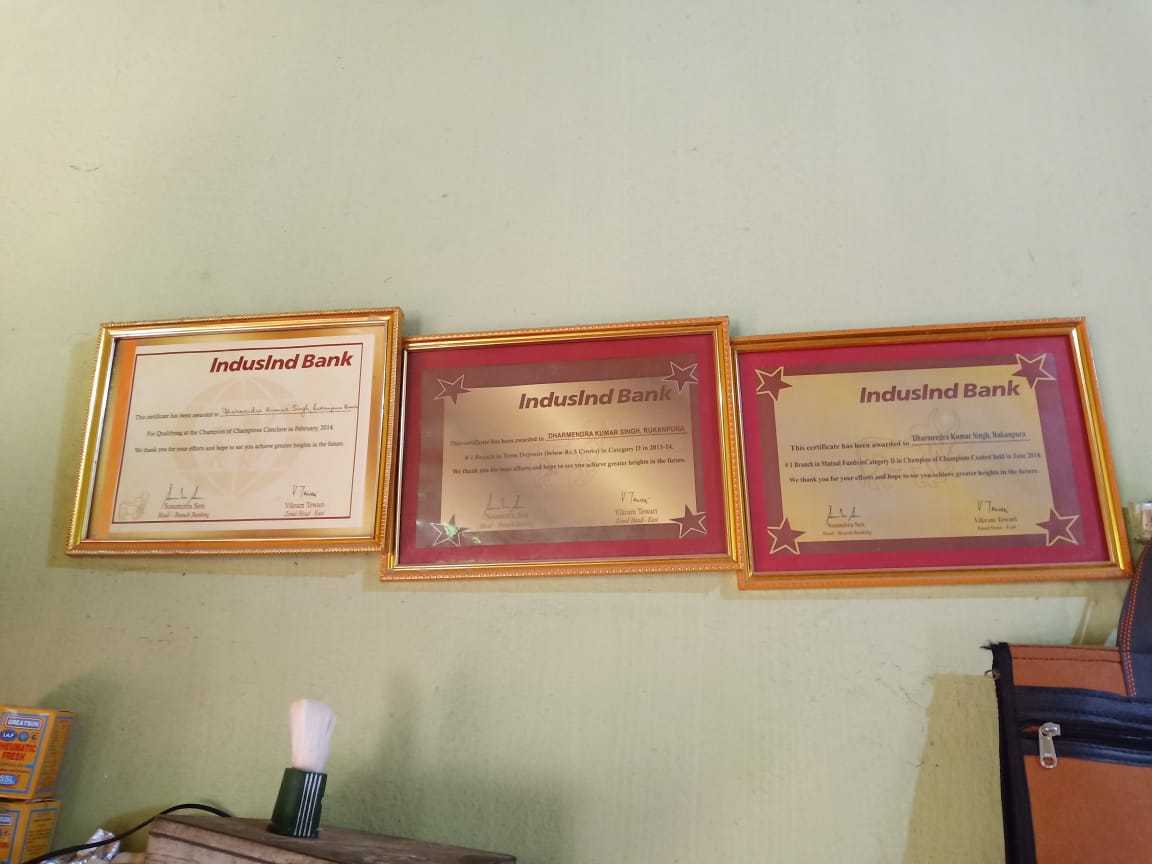 IndusInd Bank
This certificate has been awarded to Dharmendra Kumar Singh, Rukanpura
For Qualifying at the Champion of Champions Conclave in February, 2014.
We thank you for your efforts and hope to see you achieve greater heights in the future.
Soumitra Sen
Head - Branch Banking
Vikram Tewari
Zonal Head - East
IndusInd Bank
This certificate has been awarded to DHARMENDRA KUMAR SINGH, RUKANPURA
# 1 Branch in Term Deposits (below Rs.5 Crores) in Category D in 2013-14.
We thank you for your efforts and hope to see you achieve greater heights in the future.
Soumitra Sen
Head - Branch Banking
Vikram Tewari
Zonal Head - East
IndusInd Bank
This certificate has been awarded to Dharmendra Kumar Singh, Rukanpura
# 1 Branch in Mutual Funds in Category D in Champion of Champions Contest held in June 2014.
We thank you for your efforts and hope to see you achieve greater heights in the future.
Soumitra Sen
Head - Branch Banking
Vikram Tewari
Zonal Head - East
GREATSUN
FRESH
SSL